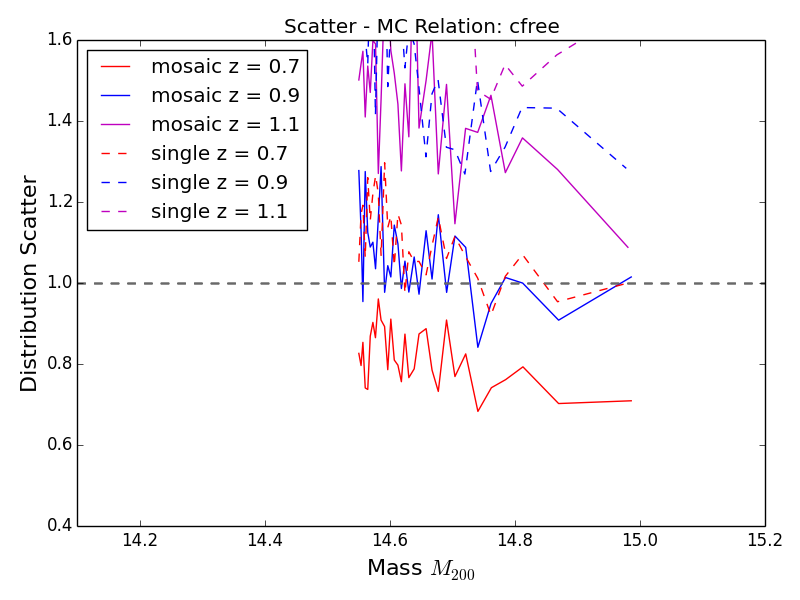 Scatter - MC Relation: cfree
1.6
1.4
1.2
1.0
0.8
0.6
0.4
Distribution Scatter
mosaic z = 0.7
mosaic z = 0.9
mosaic z = 1.1
single z = 0.7
single z = 0.9
single z = 1.1
14.2 14.4 14.6 14.8 15.0 15.2
Mass $M_{200}$